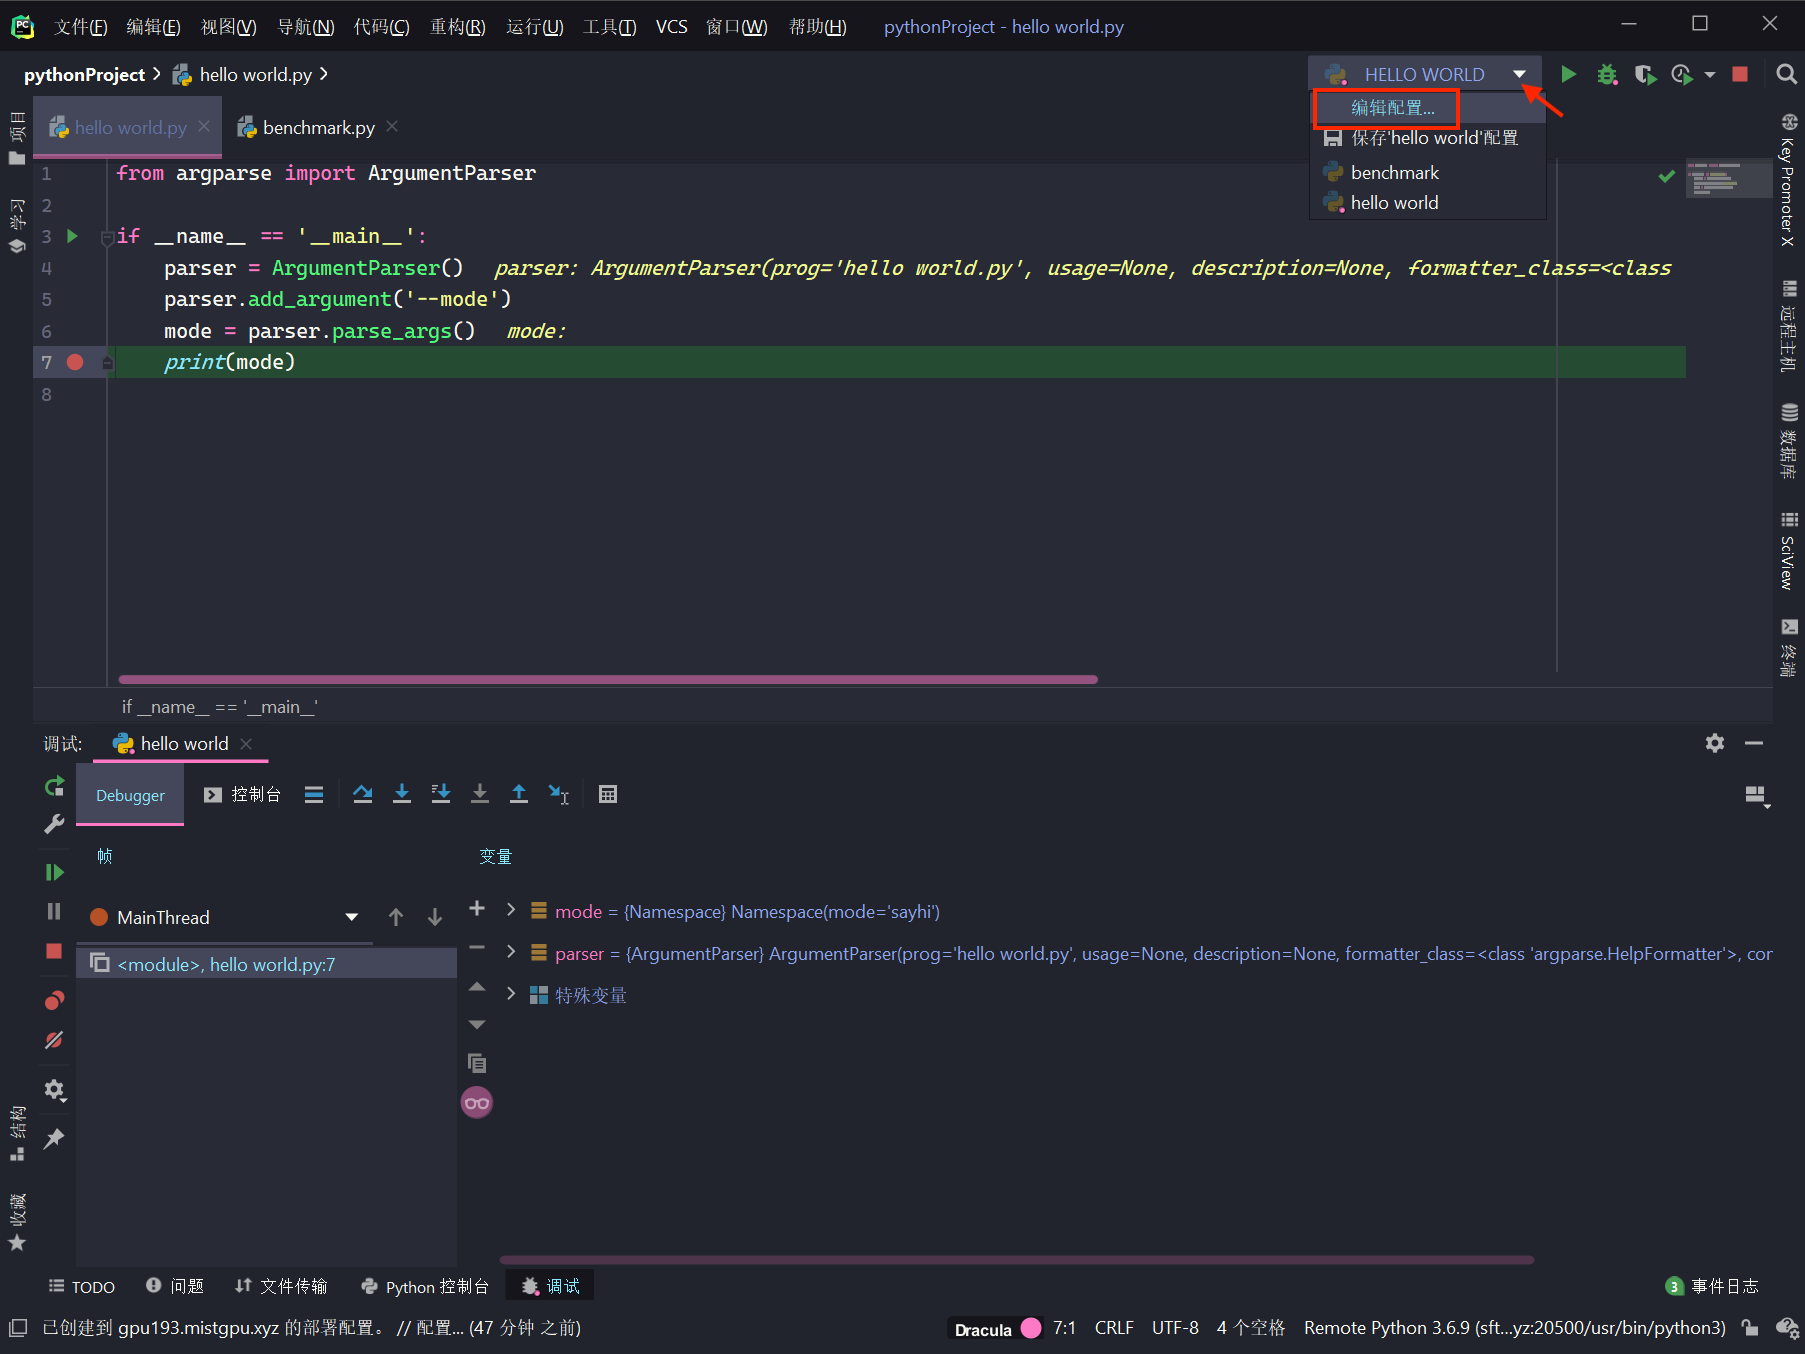 PC 文件(F) 编辑(E) 视图(V) 导航(N) 代码(C) 重构(R) 运行(U) 工具(T) VCS 窗口(W) 帮助(H) pythonProject - hello world.py
pythonProject hello world.py HELLO WORLD
编辑配置...
保存'hello world'配置
benchmark
hello world
项目
学习
hello world.py benchmark.py
1 from argparse import ArgumentParser
2
3 if __name__ == '__main__':
4 parser = ArgumentParser() parser: ArgumentParser(prog='hello world.py', usage=None, description=None, formatter_class=<class
5 parser.add_argument('--mode')
6 mode = parser.parse_args() mode:
7 print(mode)
8
Key Promoter X
远程主机
数据库
SciView
终端
if __name__ == '__main__'
调试: hello world
Debugger 控制台
帧 变量
MainThread
<module>, hello world.py:7
mode = {Namespace} Namespace(mode='sayhi')
parser = {ArgumentParser} ArgumentParser(prog='hello world.py', usage=None, description=None, formatter_class=<class 'argparse.HelpFormatter'>, cor
特殊变量
结构
收藏
TODO 问题 文件传输 Python 控制台 调试 3 事件日志
已创建到 gpu193.mistgpu.xyz 的部署配置。 // 配置... (47 分钟 之前) Dracula 7:1 CRLF UTF-8 4 个空格 Remote Python 3.6.9 (sft...yz:20500/usr/bin/python3)